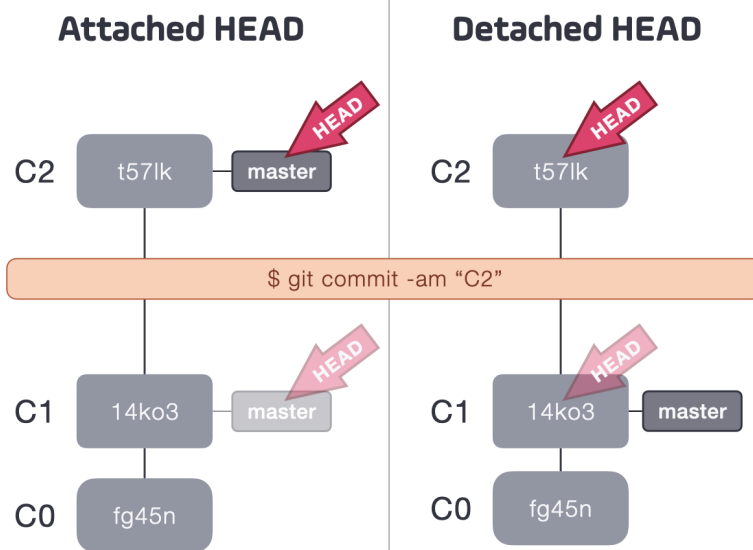 Attached HEAD
HEAD
C2
t57lk
master
$ git commit -am “C2”
HEAD
C1
14ko3
master
C0
fg45n
Detached HEAD
HEAD
C2
t57lk
HEAD
C1
14ko3
master
C0
fg45n